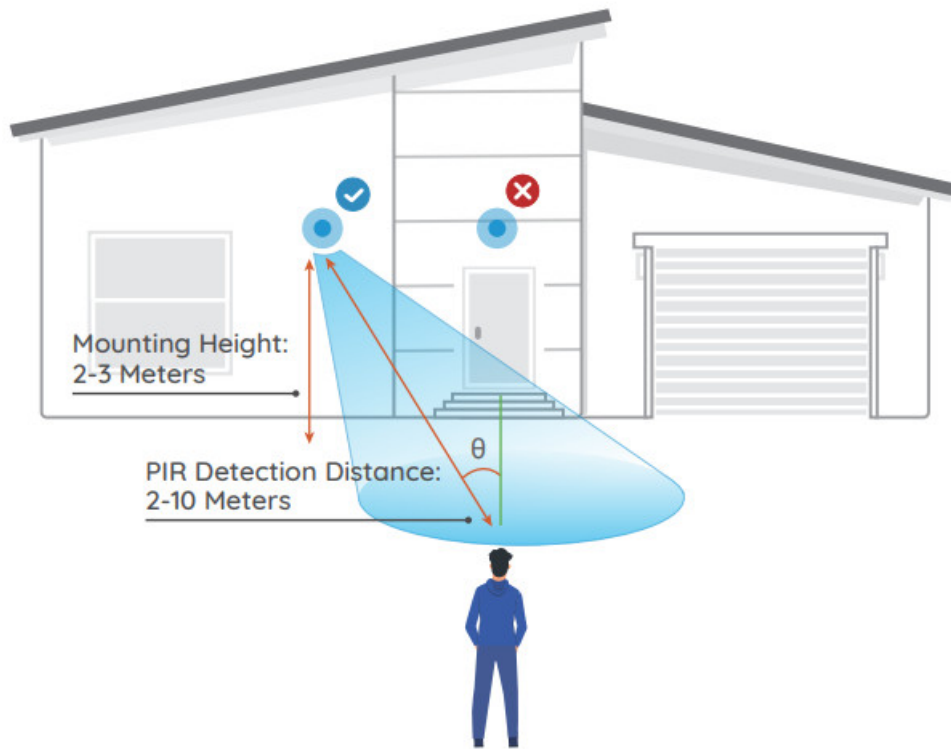 Mounting Height:
2-3 Meters
θ
PIR Detection Distance:
2-10 Meters